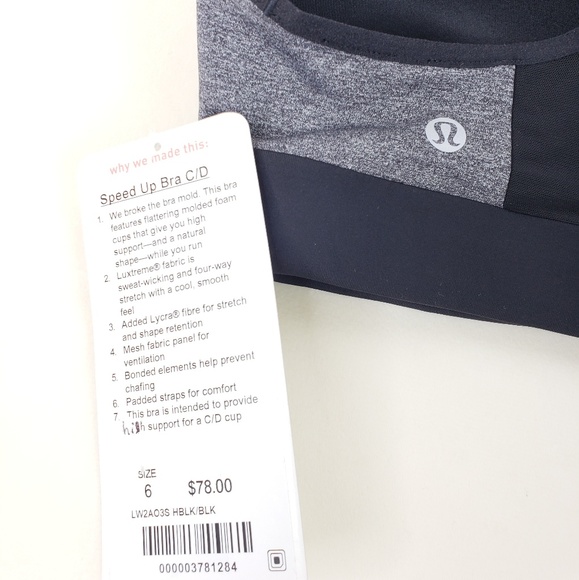 why we made this:
Speed Up Bra C/D
1. We broke the bra mold. This bra
features flattering molded foam
cups that give you high
support—and a natural
shape—while you run
2. Luxtreme® fabric is
sweat-wicking and four-way
stretch with a cool, smooth
feel
3. Added Lycra® fibre for stretch
and shape retention
4. Mesh fabric panel for
ventilation
5. Bonded elements help prevent
chafing
6. Padded straps for comfort
7. This bra is intended to provide
high support for a C/D cup
SIZE
6 $78.00
LW2AO3S HBLK/BLK
000003781284